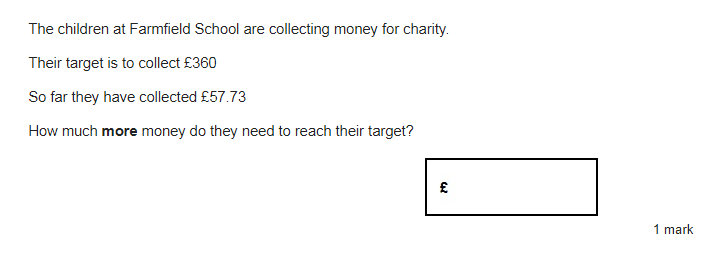 The children at Farmfield School are collecting money for charity.
Their target is to collect £360
So far they have collected £57.73
How much more money do they need to reach their target?
£
1 mark